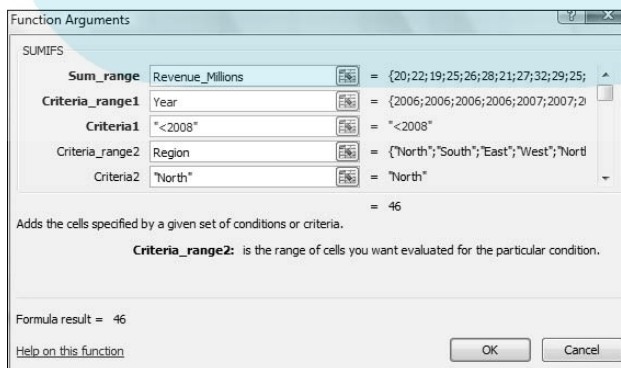 Function Arguments
SUMIFS
Sum_range Revenue_Millions = {20;22;19;25;26;28;21;27;32;29;25;
Criteria_range1 Year = {2006;2006;2006;2006;2007;2007;2(
Criteria1 "<2008" = "<2008"
Criteria_range2 Region = {"North";"South";"East";"West";"Nortl
Criteria2 "North" = "North"
= 46
Adds the cells specified by a given set of conditions or criteria.
Criteria_range2: is the range of cells you want evaluated for the particular condition.
Formula result = 46
Help on this function OK Cancel